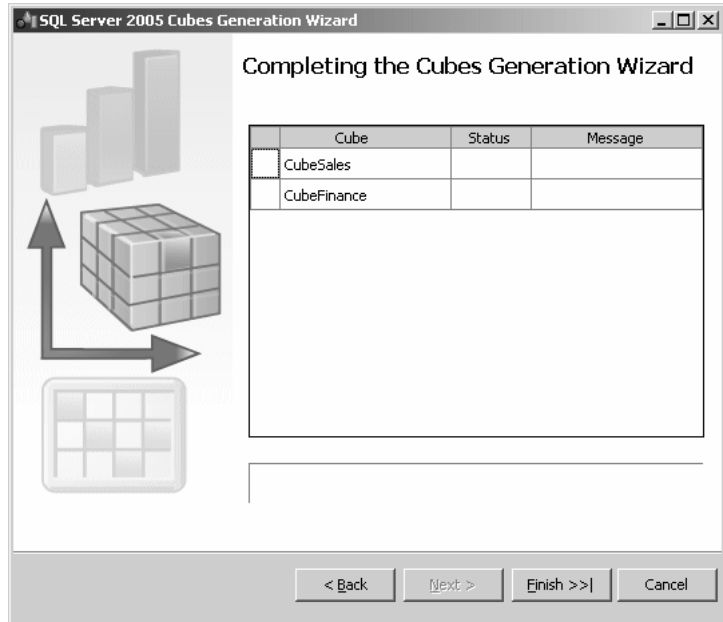 SQL Server 2005 Cubes Generation Wizard
Completing the Cubes Generation Wizard
Cube Status Message
CubeSales
CubeFinance
< Back Next > Finish >>| Cancel